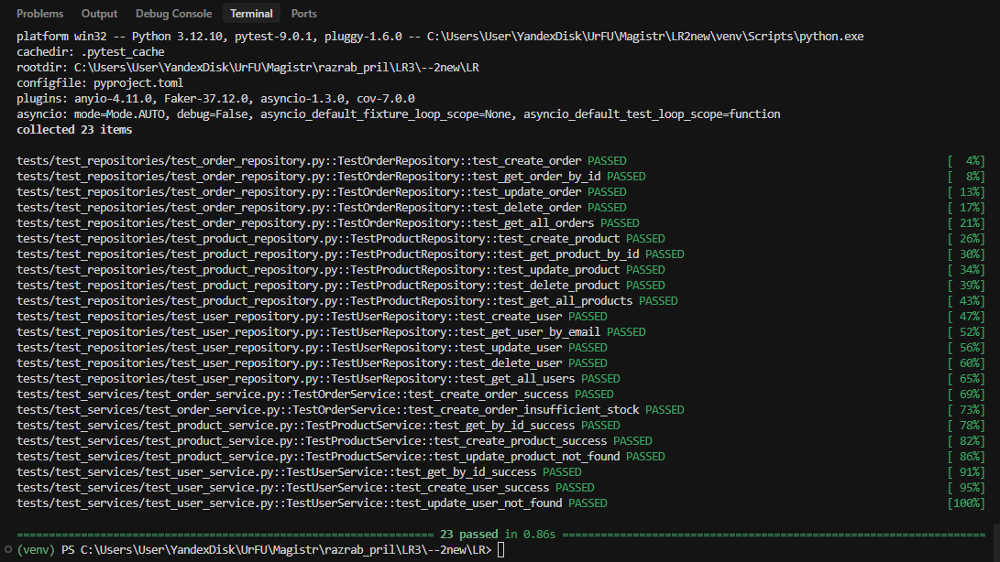 Problems Output Debug Console Terminal Ports
platform win32 -- Python 3.12.10, pytest-9.0.1, pluggy-1.6.0 -- C:\Users\User\YandexDisk\UrFU\Magistr\LR2new\venv\Scripts\python.exe
cachedir: .pytest_cache
rootdir: C:\Users\User\YandexDisk\UrFU\Magistr\razrab_pril\LR3\--2new\LR
configfile: pyproject.toml
plugins: anyio-4.11.0, Faker-37.12.0, asyncio-1.3.0, cov-7.0.0
asyncio: mode=Mode.AUTO, debug=False, asyncio_default_fixture_loop_scope=None, asyncio_default_test_loop_scope=function
collected 23 items
tests/test_repositories/test_order_repository.py::TestOrderRepository::test_create_order PASSED [  4%]
tests/test_repositories/test_order_repository.py::TestOrderRepository::test_get_order_by_id PASSED [  8%]
tests/test_repositories/test_order_repository.py::TestOrderRepository::test_update_order PASSED [ 13%]
tests/test_repositories/test_order_repository.py::TestOrderRepository::test_delete_order PASSED [ 17%]
tests/test_repositories/test_order_repository.py::TestOrderRepository::test_get_all_orders PASSED [ 21%]
tests/test_repositories/test_product_repository.py::TestProductRepository::test_create_product PASSED [ 26%]
tests/test_repositories/test_product_repository.py::TestProductRepository::test_get_product_by_id PASSED [ 30%]
tests/test_repositories/test_product_repository.py::TestProductRepository::test_update_product PASSED [ 34%]
tests/test_repositories/test_product_repository.py::TestProductRepository::test_delete_product PASSED [ 39%]
tests/test_repositories/test_product_repository.py::TestProductRepository::test_get_all_products PASSED [ 43%]
tests/test_repositories/test_user_repository.py::TestUserRepository::test_create_user PASSED [ 47%]
tests/test_repositories/test_user_repository.py::TestUserRepository::test_get_user_by_email PASSED [ 52%]
tests/test_repositories/test_user_repository.py::TestUserRepository::test_update_user PASSED [ 56%]
tests/test_repositories/test_user_repository.py::TestUserRepository::test_delete_user PASSED [ 60%]
tests/test_repositories/test_user_repository.py::TestUserRepository::test_get_all_users PASSED [ 65%]
tests/test_services/test_order_service.py::TestOrderService::test_create_order_success PASSED [ 69%]
tests/test_services/test_order_service.py::TestOrderService::test_create_order_insufficient_stock PASSED [ 73%]
tests/test_services/test_product_service.py::TestProductService::test_get_by_id_success PASSED [ 78%]
tests/test_services/test_product_service.py::TestProductService::test_create_product_success PASSED [ 82%]
tests/test_services/test_product_service.py::TestProductService::test_update_product_not_found PASSED [ 86%]
tests/test_services/test_user_service.py::TestUserService::test_get_by_id_success PASSED [ 91%]
tests/test_services/test_user_service.py::TestUserService::test_create_user_success PASSED [ 95%]
tests/test_services/test_user_service.py::TestUserService::test_update_user_not_found PASSED [100%]
================================================================= 23 passed in 0.86s ==================================================================
(venv) PS C:\Users\User\YandexDisk\UrFU\Magistr\razrab_pril\LR3\--2new\LR>